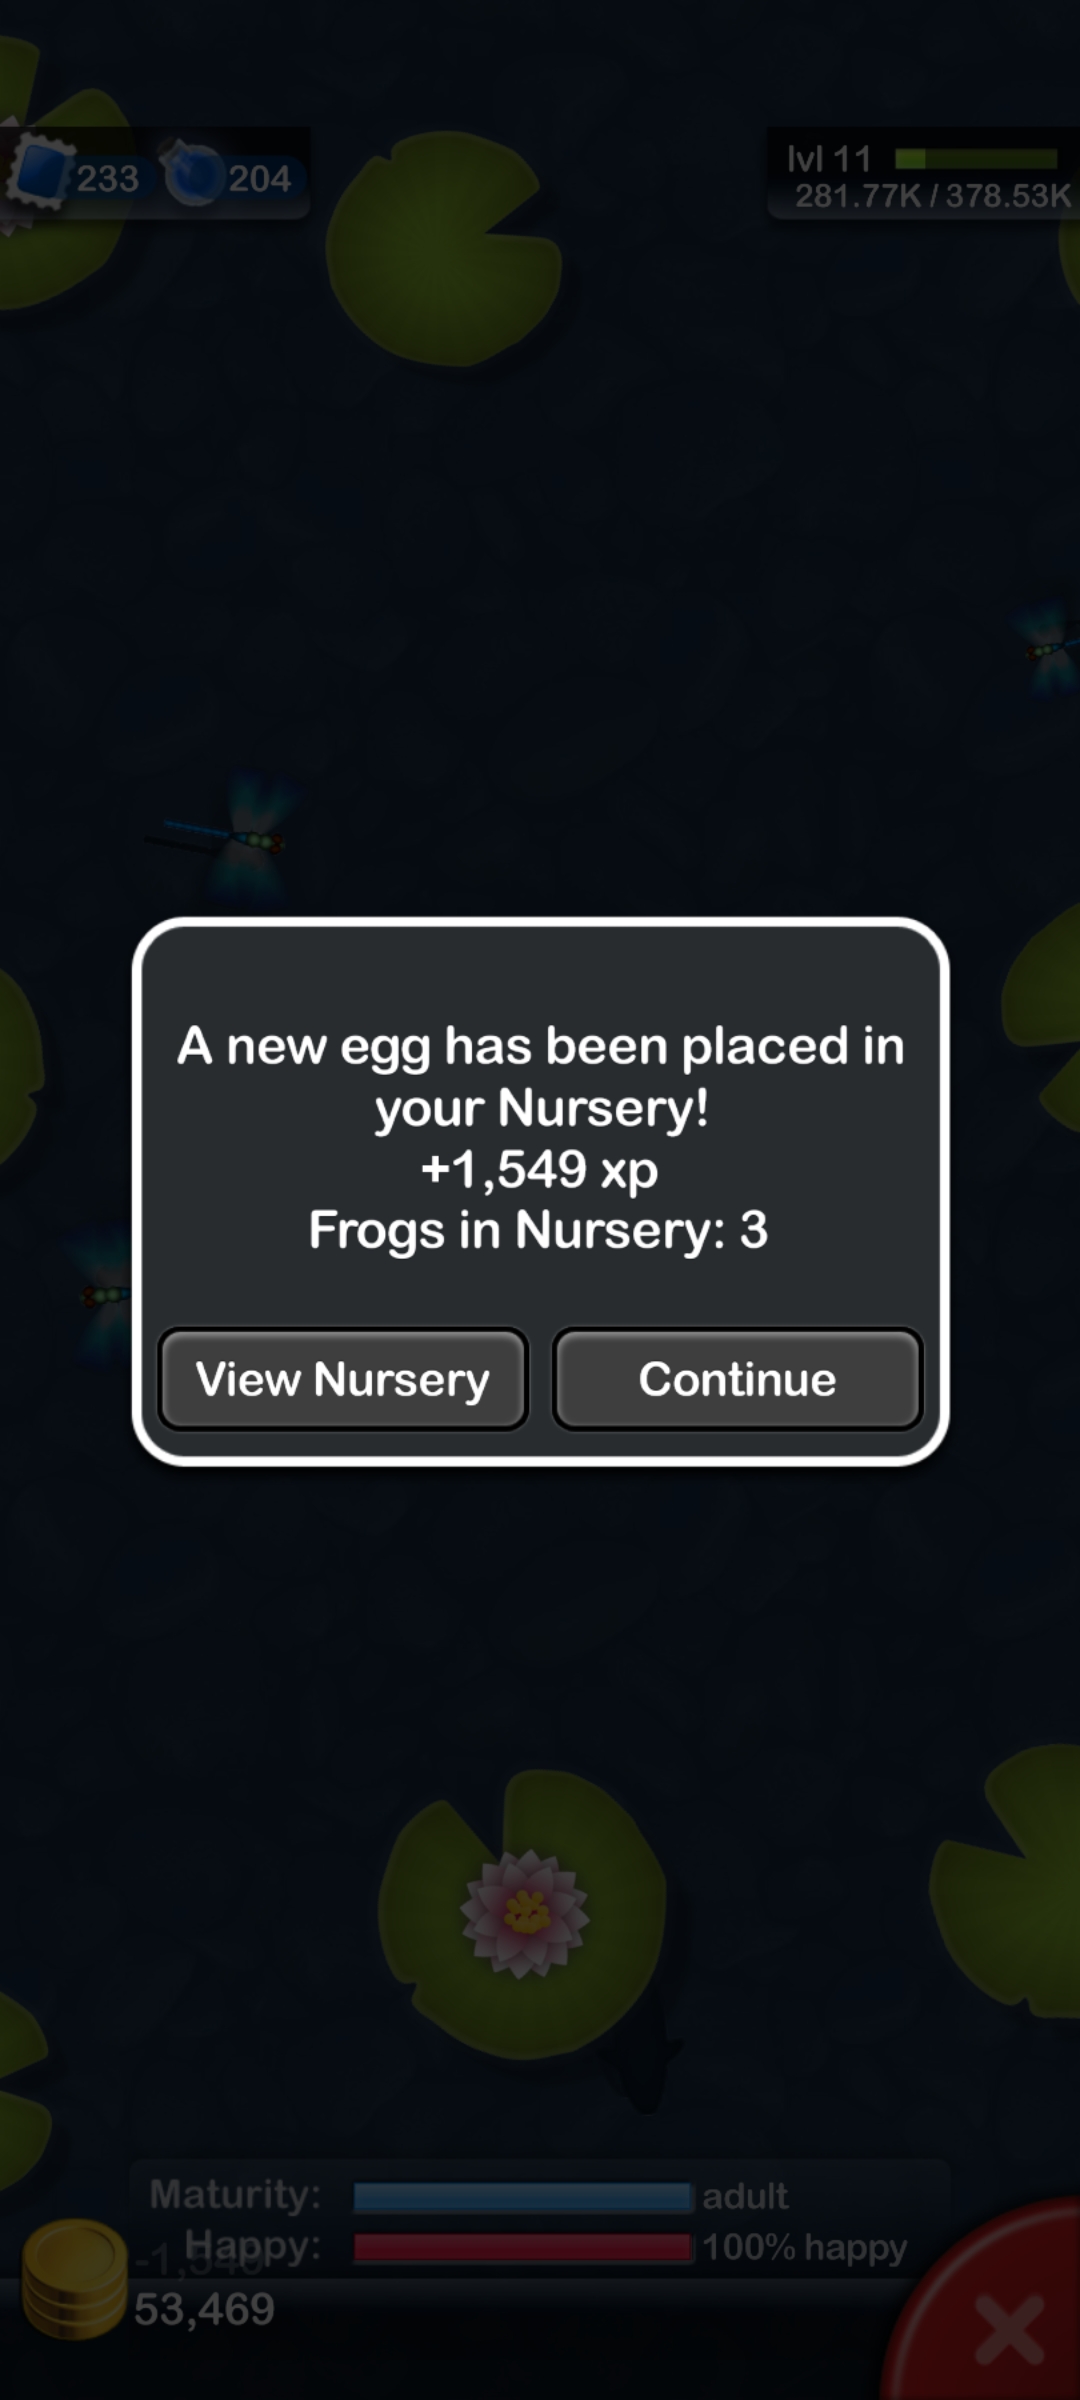 233 204
lvl 11
281.77K / 378.53K
A new egg has been placed in
your Nursery!
+1,549 xp
Frogs in Nursery: 3
View Nursery Continue
Maturity: adult
Happy: 100% happy
53,469